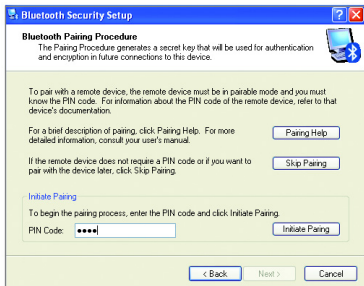 Bluetooth Security Setup
Bluetooth Pairing Procedure
The Pairing Procedure generates a secret key that will be used for authentication
and encryption in future connections to this device.
To pair with a remote device, the remote device must be in pairable mode and you must
know the PIN code. For information about the PIN code of the remote device, refer to that
device's documentation.
For a brief description of pairing, click Pairing Help. For more
detailed information, consult your user's manual.
Pairing Help
If the remote device does not require a PIN code or if you want to
pair with the device later, click Skip Pairing.
Skip Pairing
Initiate Pairing
To begin the pairing process, enter the PIN code and click Initiate Pairing.
PIN Code: ●●●●
Initiate Paring
< Back Next > Cancel